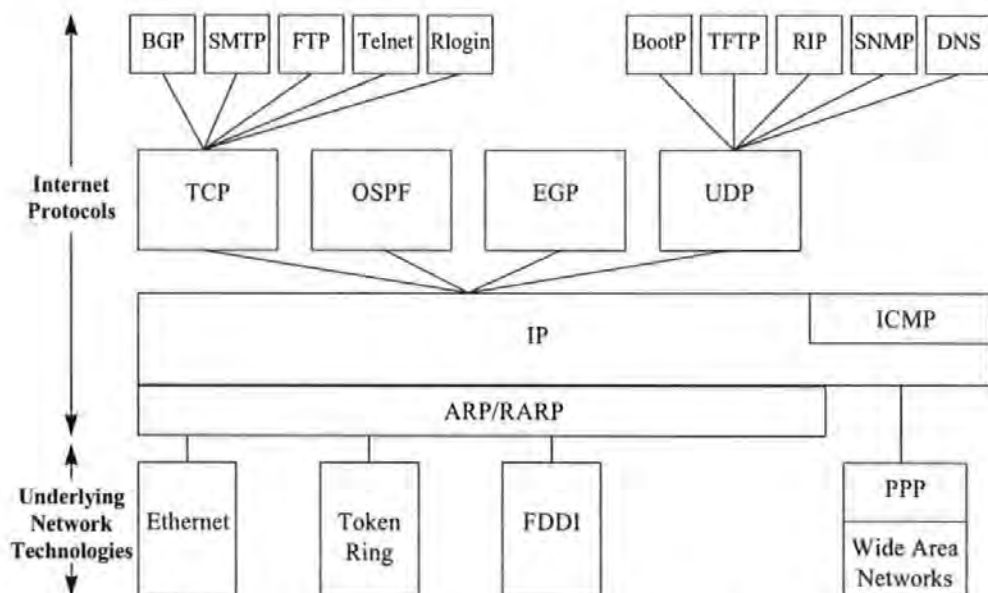 BGP SMTP FTP Telnet Rlogin BootP TFTP RIP SNMP DNS
TCP OSPF EGP UDP
Internet
Protocols
IP
ICMP
ARP/RARP
Underlying
Network
Technologies
Ethernet
Token
Ring
FDDI
PPP
Wide Area
Networks